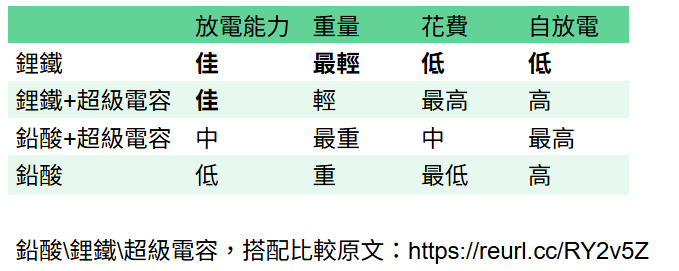 放電能力 重量 花費 自放電
鋰鐵 佳 最輕 低 低
鋰鐵+超級電容 佳 輕 最高 高
鉛酸+超級電容 中 最重 中 最高
鉛酸 低 重 最低 高
鉛酸\鋰鐵\超級電容，搭配比較原文：https://reurl.cc/RY2v5Z